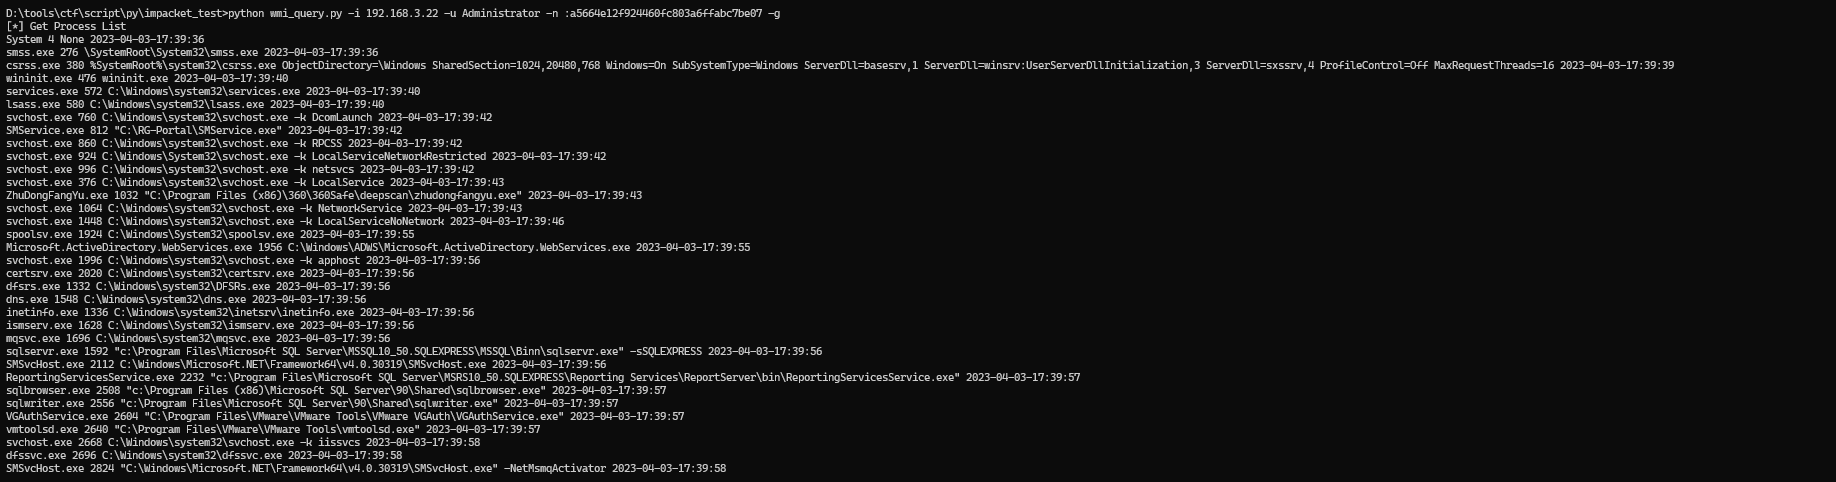 D:\tools\ctf\script\py\impacket_test>python wmi_query.py -i 192.168.3.22 -u Administrator -n :a5664e12f924460fc803a6ffabc7be07 -g
[*] Get Process List
System 4 None 2023-04-03-17:39:36
smss.exe 276 \SystemRoot\System32\smss.exe 2023-04-03-17:39:36
csrss.exe 380 %SystemRoot%\system32\csrss.exe ObjectDirectory=\Windows SharedSection=1024,20480,768 Windows=On SubSystemType=Windows ServerDll=basesrv,1 ServerDll=winsrv:UserServerDllInitialization,3 ServerDll=sxssrv,4 ProfileControl=Off MaxRequestThreads=16 2023-04-03-17:39:39
wininit.exe 476 wininit.exe 2023-04-03-17:39:40
services.exe 572 C:\Windows\system32\services.exe 2023-04-03-17:39:40
lsass.exe 580 C:\Windows\system32\lsass.exe 2023-04-03-17:39:40
svchost.exe 760 C:\Windows\system32\svchost.exe -k DcomLaunch 2023-04-03-17:39:42
SMService.exe 812 "C:\RG-Portal\SMService.exe" 2023-04-03-17:39:42
svchost.exe 860 C:\Windows\system32\svchost.exe -k RPCSS 2023-04-03-17:39:42
svchost.exe 924 C:\Windows\system32\svchost.exe -k LocalServiceNetworkRestricted 2023-04-03-17:39:42
svchost.exe 996 C:\Windows\system32\svchost.exe -k netsvcs 2023-04-03-17:39:42
svchost.exe 376 C:\Windows\system32\svchost.exe -k LocalService 2023-04-03-17:39:43
ZhuDongFangYu.exe 1032 "C:\Program Files (x86)\360\360Safe\deepscan\zhudongfangyu.exe" 2023-04-03-17:39:43
svchost.exe 1064 C:\Windows\system32\svchost.exe -k NetworkService 2023-04-03-17:39:43
svchost.exe 1448 C:\Windows\system32\svchost.exe -k LocalServiceNoNetwork 2023-04-03-17:39:46
spoolsv.exe 1924 C:\Windows\System32\spoolsv.exe 2023-04-03-17:39:55
Microsoft.ActiveDirectory.WebServices.exe 1956 C:\Windows\ADWS\Microsoft.ActiveDirectory.WebServices.exe 2023-04-03-17:39:55
svchost.exe 1996 C:\Windows\system32\svchost.exe -k apphost 2023-04-03-17:39:56
certsrv.exe 2020 C:\Windows\system32\certsrv.exe 2023-04-03-17:39:56
dfsrs.exe 1332 C:\Windows\system32\DFSRs.exe 2023-04-03-17:39:56
dns.exe 1548 C:\Windows\system32\dns.exe 2023-04-03-17:39:56
inetinfo.exe 1336 C:\Windows\system32\inetsrv\inetinfo.exe 2023-04-03-17:39:56
ismserv.exe 1628 C:\Windows\System32\ismserv.exe 2023-04-03-17:39:56
mqsvc.exe 1696 C:\Windows\system32\mqsvc.exe 2023-04-03-17:39:56
sqlservr.exe 1592 "c:\Program Files\Microsoft SQL Server\MSSQL10_50.SQLEXPRESS\MSSQL\Binn\sqlservr.exe" -sSQLEXPRESS 2023-04-03-17:39:56
SMSvcHost.exe 2112 C:\Windows\Microsoft.NET\Framework64\v4.0.30319\SMSvcHost.exe 2023-04-03-17:39:56
ReportingServicesService.exe 2232 "c:\Program Files\Microsoft SQL Server\MSRS10_50.SQLEXPRESS\Reporting Services\ReportServer\bin\ReportingServicesService.exe" 2023-04-03-17:39:57
sqlbrowser.exe 2508 "c:\Program Files (x86)\Microsoft SQL Server\90\Shared\sqlbrowser.exe" 2023-04-03-17:39:57
sqlwriter.exe 2556 "c:\Program Files\Microsoft SQL Server\90\Shared\sqlwriter.exe" 2023-04-03-17:39:57
VGAuthService.exe 2604 "C:\Program Files\VMware\VMware Tools\VMware VGAuth\VGAuthService.exe" 2023-04-03-17:39:57
vmtoolsd.exe 2640 "C:\Program Files\VMware\VMware Tools\vmtoolsd.exe" 2023-04-03-17:39:57
svchost.exe 2668 C:\Windows\system32\svchost.exe -k iissvcs 2023-04-03-17:39:58
dfssvc.exe 2696 C:\Windows\system32\dfssvc.exe 2023-04-03-17:39:58
SMSvcHost.exe 2824 "C:\Windows\Microsoft.NET\Framework64\v4.0.30319\SMSvcHost.exe" -NetMsmqActivator 2023-04-03-17:39:58